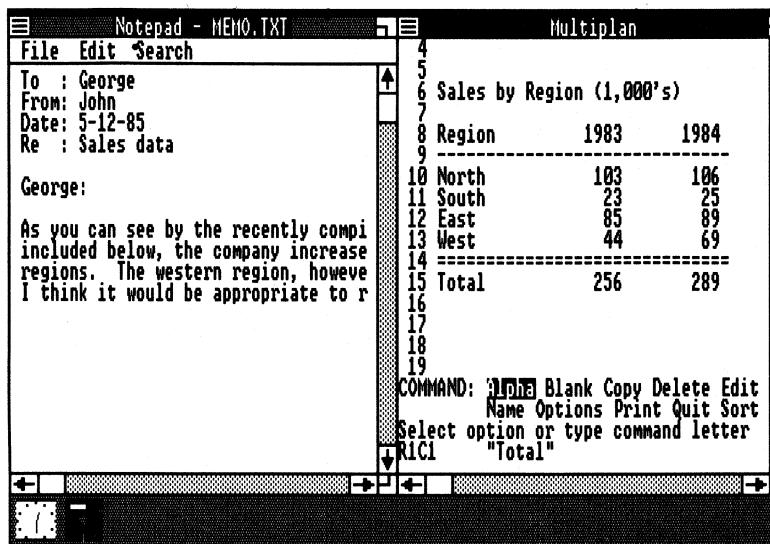 Notepad - MEMO.TXT
File Edit Search
To : George
From: John
Date: 5-12-85
Re : Sales data
George:
As you can see by the recently compi
included below, the company increase
regions. The western region, howeve
I think it would be appropriate to r
Multiplan
4
5
6 Sales by Region (1,000's)
7
8 Region 1983 1984
9 ------------------------------
10 North 103 106
11 South 23 25
12 East 85 89
13 West 44 69
14 ==============================
15 Total 256 289
16
17
18
19
COMMAND: Alpha Blank Copy Delete Edit
Name Options Print Quit Sort
Select option or type command letter
R1C1 "Total"